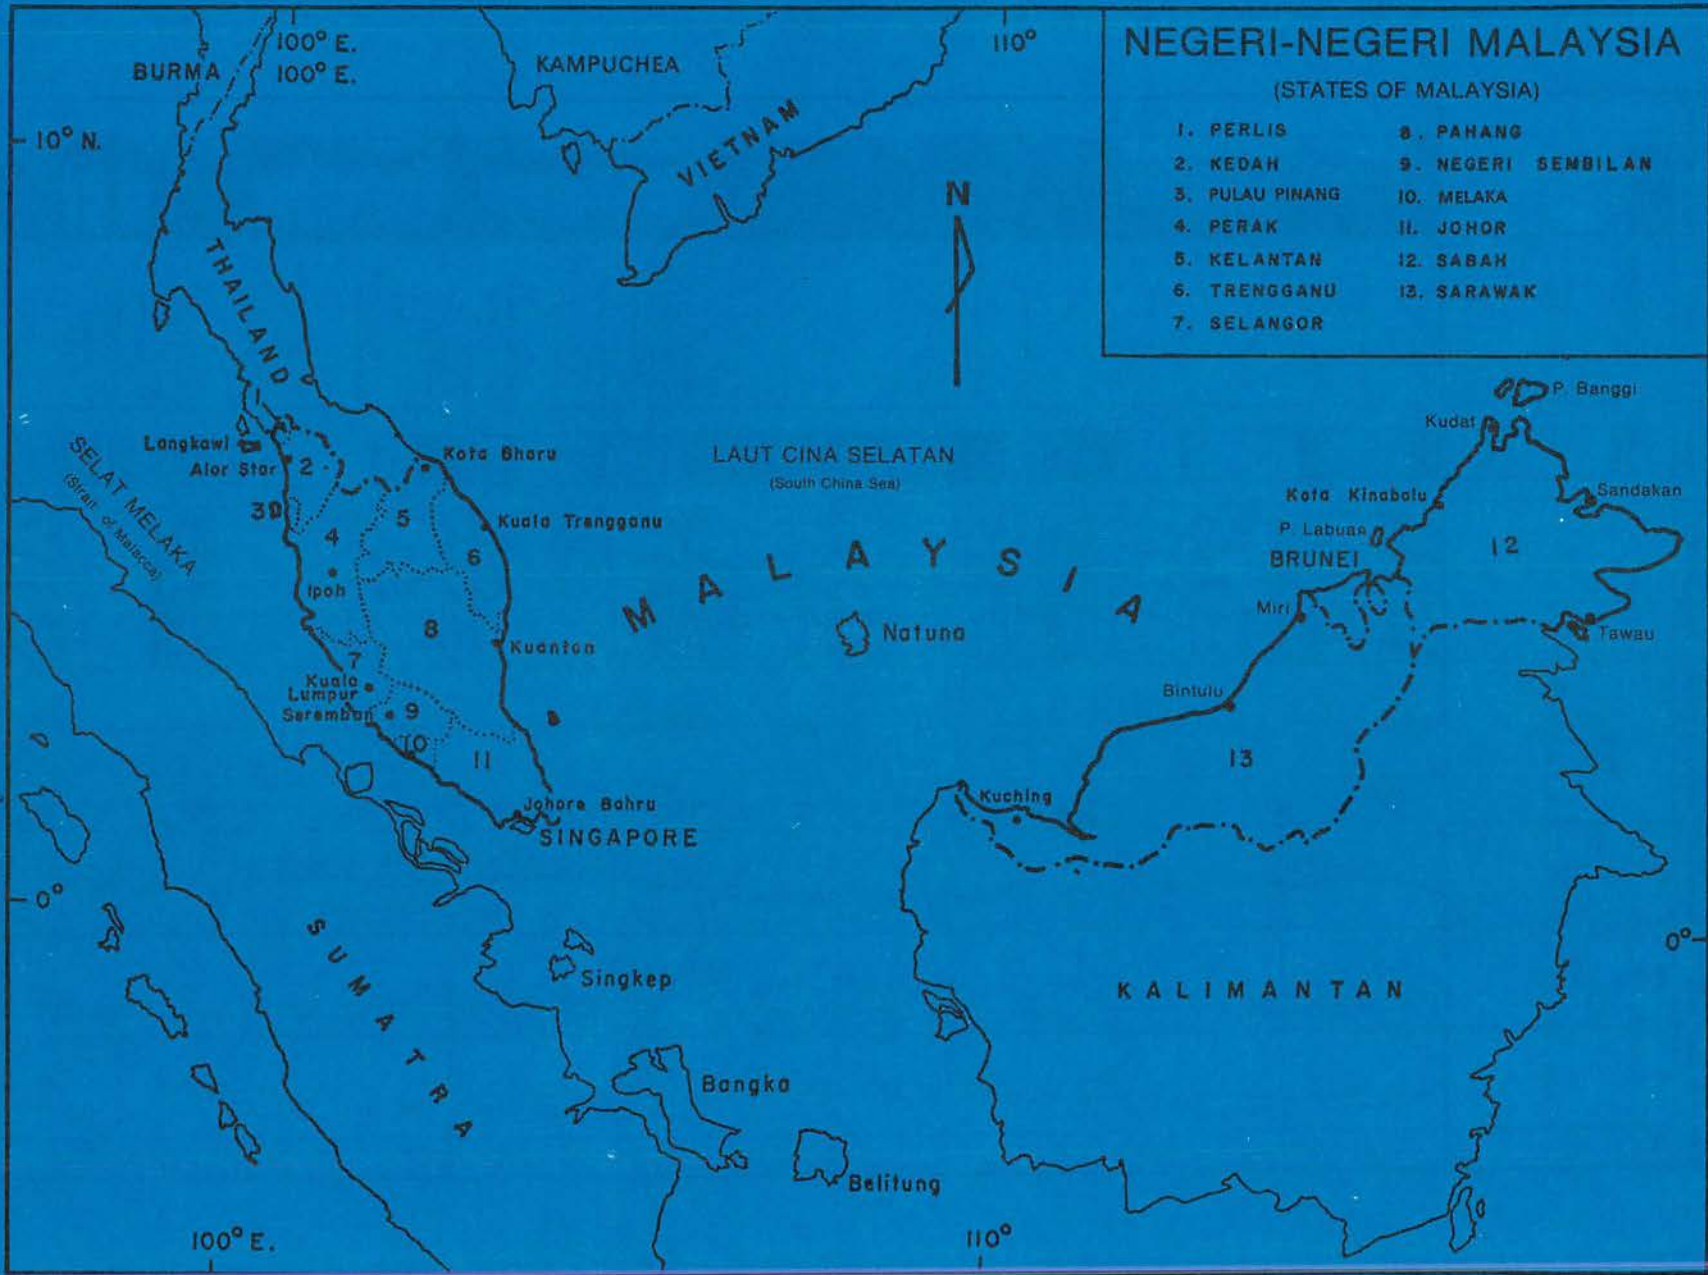 NEGERI-NEGERI MALAYSIA
(STATES OF MALAYSIA)
1. PERLIS
2. KEDAH
3. PULAU PINANG
4. PERAK
5. KELANTAN
6. TRENGGANU
7. SELANGOR
8. PAHANG
9. NEGERI SEMBILAN
10. MELAKA
11. JOHOR
12. SABAH
13. SARAWAK
100° E.
100° E.
110°
BURMA
KAMPUCHEA
10° N.
VIETNAM
N
THAILAND
P. Banggi
Kudat
Langkawi
Alor Star
2
Kota Bharu
LAUT CINA SELATAN
(South China Sea)
SELAT MELAKA
(Strait of Malacca)
Kota Kinabalu
Sandakan
3
4
5
Kuala Trengganu
P. Labuan
BRUNEI
12
6
Ipoh
MALAYSIA
Natuna
Miri
Tawau
8
Kuantan
7
Kuala
Lumpur
Seremban
9
10
11
Bintulu
13
Kuching
Johore Bahru
SINGAPORE
0°
0°
SUMATRA
Singkep
KALIMANTAN
Bangka
Belitung
100° E.
110°